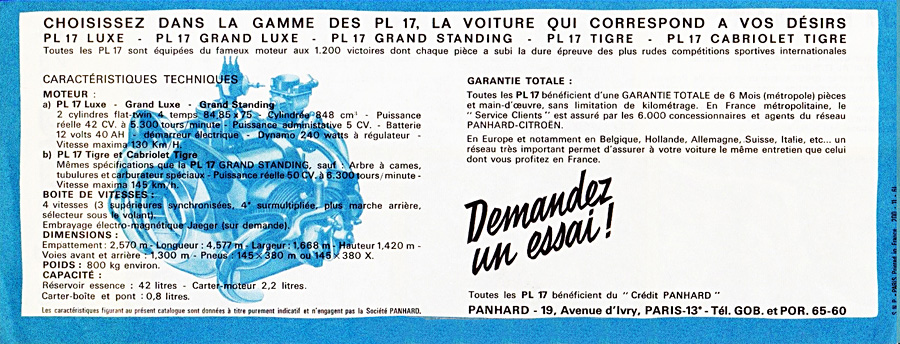 CHOISISSEZ DANS LA GAMME DES PL 17, LA VOITURE QUI CORRESPOND A VOS DÉSIRS
PL 17 LUXE - PL 17 GRAND LUXE - PL 17 GRAND STANDING - PL 17 TIGRE - PL 17 CABRIOLET TIGRE
Toutes les PL 17 sont équipées du fameux moteur aux 1.200 victoires dont chaque pièce a subi la dure épreuve des plus rudes compétitions sportives internationales
CARACTÉRISTIQUES TECHNIQUES
MOTEUR :
a) PL 17 Luxe - Grand Luxe - Grand Standing
2 cylindres flat-twin 4 temps 84,85 x 75 - Cylindrée 848 cm³ - Puissance
réelle 42 CV. à 5.300 tours/minute - Puissance administrative 5 CV. - Batterie
12 volts 40 AH - démarreur électrique - Dynamo 240 watts à régulateur -
Vitesse maxima 130 Km/H.
b) PL 17 Tigre et Cabriolet Tigre
Mêmes spécifications que la PL 17 GRAND STANDING, sauf : Arbre à cames,
tubulures et carburateur spéciaux - Puissance réelle 50 CV. à 6.300 tours/minute -
Vitesse maxima 145 km/h.
BOITE DE VITESSES :
4 vitesses (3 supérieures synchronisées, 4ᵉ surmultipliée, plus marche arrière,
sélecteur sous le volant).
Embrayage électro-magnétique Jaeger (sur demande).
DIMENSIONS :
Empattement : 2,570 m - Longueur : 4,577 m - Largeur : 1,668 m - Hauteur 1,420 m -
Voies avant et arrière : 1,300 m - Pneus : 145 × 380 m ou 145 × 380 X.
POIDS : 800 kg environ.
CAPACITÉ :
Réservoir essence : 42 litres - Carter-moteur 2,2 litres.
Carter-boîte et pont : 0,8 litres.
Les caractéristiques figurant au présent catalogue sont données à titre purement indicatif et n'engagent pas la Société PANHARD.
GARANTIE TOTALE :
Toutes les PL 17 bénéficient d'une GARANTIE TOTALE de 6 Mois (métropole) pièces
et main-d'œuvre, sans limitation de kilométrage. En France métropolitaine, le
" Service Clients " est assuré par les 6.000 concessionnaires et agents du réseau
PANHARD-CITROËN.
En Europe et notamment en Belgique, Hollande, Allemagne, Suisse, Italie, etc... un
réseau très important permet d'assurer à votre voiture le même entretien que celui
dont vous profitez en France.
Demandez
un essai !
Toutes les PL 17 bénéficient du " Crédit PANHARD "
PANHARD - 19, Avenue d'Ivry, PARIS-13ᵉ - Tél. GOB. et POR. 65-60
PARIS Printed in France